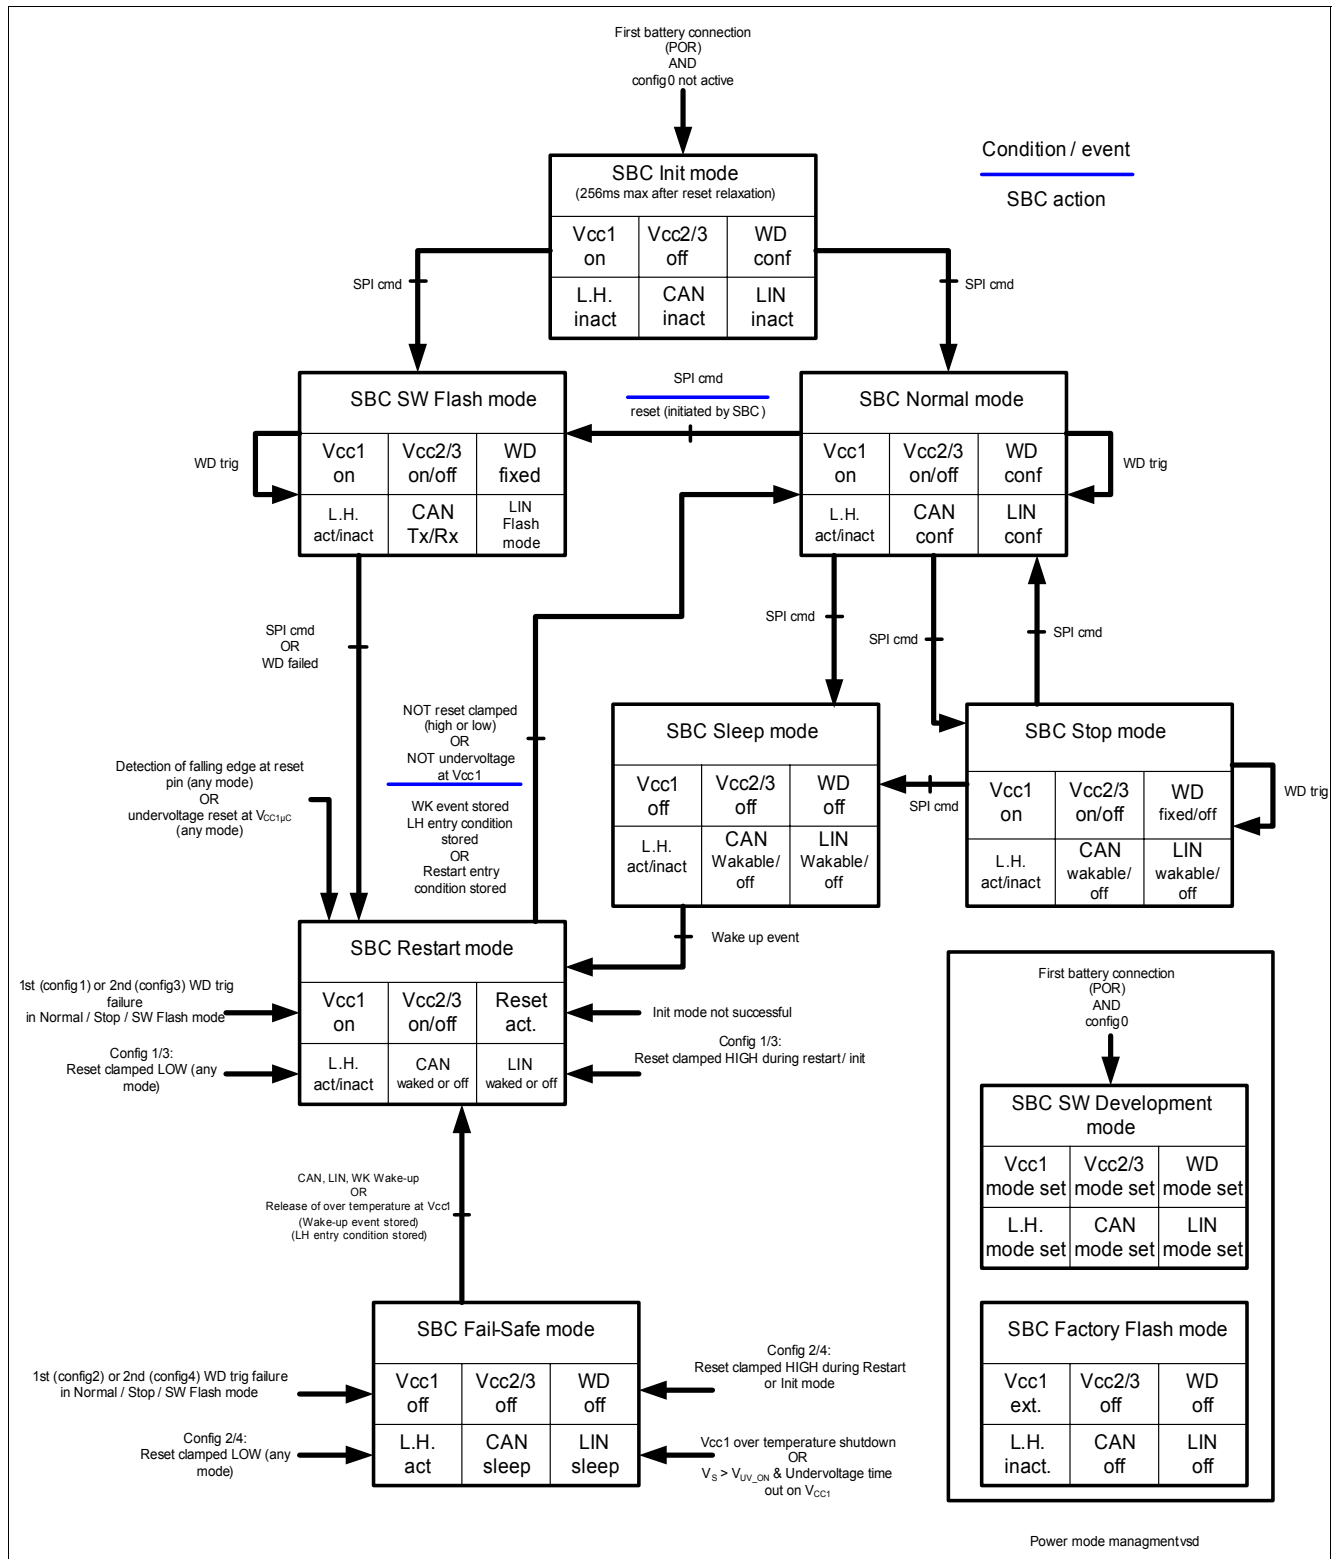 First battery connection
(POR)
AND
config0 not active
Condition / event
SBC action
SBC Init mode
(256ms max after reset relaxation)
Vcc1 on
Vcc2/3 off
WD conf
L.H. inact
CAN inact
LIN inact
SPI cmd
SPI cmd
SBC SW Flash mode
Vcc1 on
Vcc2/3 on/off
WD fixed
L.H. act/inact
CAN Tx/Rx
LIN Flash mode
WD trig
SPI cmd
reset (initiated by SBC)
SBC Normal mode
Vcc1 on
Vcc2/3 on/off
WD conf
L.H. act/inact
CAN conf
LIN conf
WD trig
SPI cmd
OR
WD failed
SPI cmd
SPI cmd
SPI cmd
NOT reset clamped
(high or low)
OR
NOT undervoltage
at Vcc1
WK event stored
LH entry condition
stored
OR
Restart entry
condition stored
Detection of falling edge at reset
pin (any mode)
OR
undervoltage reset at VCC1µC
(any mode)
SBC Sleep mode
Vcc1 off
Vcc2/3 off
WD off
L.H. act/inact
CAN Wakable/ off
LIN Wakable/ off
SPI cmd
SBC Stop mode
Vcc1 on
Vcc2/3 on/off
WD fixed/off
L.H. act/inact
CAN wakable/ off
LIN wakable/ off
WD trig
Wake up event
SBC Restart mode
Vcc1 on
Vcc2/3 on/off
Reset act.
L.H. act/inact
CAN waked or off
LIN waked or off
1st (config1) or 2nd (config3) WD trig
failure
in Normal / Stop / SW Flash mode
Config 1/3:
Reset clamped LOW (any
mode)
Init mode not successful
Config 1/3:
Reset clamped HIGH during restart / init
CAN, LIN, WK Wake-up
OR
Release of over temperature at Vcc1
(Wake-up event stored)
(LH entry condition stored)
SBC Fail-Safe mode
Vcc1 off
Vcc2/3 off
WD off
L.H. act
CAN sleep
LIN sleep
1st (config2) or 2nd (config4) WD trig failure
in Normal / Stop / SW Flash mode
Config 2/4:
Reset clamped LOW (any
mode)
Config 2/4:
Reset clamped HIGH during Restart
or Init mode
Vcc1 over temperature shutdown
OR
VS > VUV_ON & Undervoltage time
out on VCC1
First battery connection
(POR)
AND
config0
SBC SW Development
mode
Vcc1 mode set
Vcc2/3 mode set
WD mode set
L.H. mode set
CAN mode set
LIN mode set
SBC Factory Flash mode
Vcc1 ext.
Vcc2/3 off
WD off
L.H. inact.
CAN off
LIN off
Power mode managment.vsd